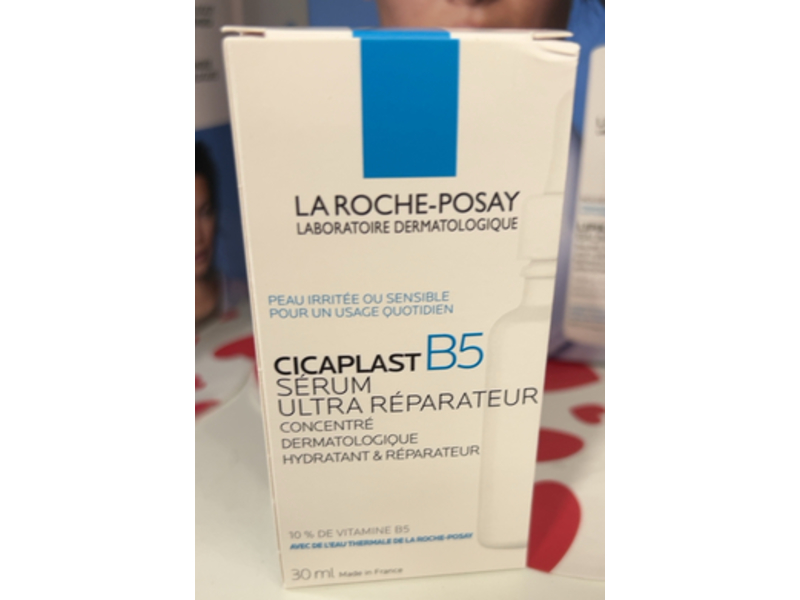 LA ROCHE-POSAY
LABORATOIRE DERMATOLOGIQUE
PEAU IRRITÉE OU SENSIBLE
POUR UN USAGE QUOTIDIEN
CICAPLAST B5
SÉRUM
ULTRA RÉPARATEUR
CONCENTRÉ
DERMATOLOGIQUE
HYDRATANT & RÉPARATEUR
10 % DE VITAMINE B5
AVEC DE L'EAU THERMALE DE LA ROCHE-POSAY
30 ml Made in France